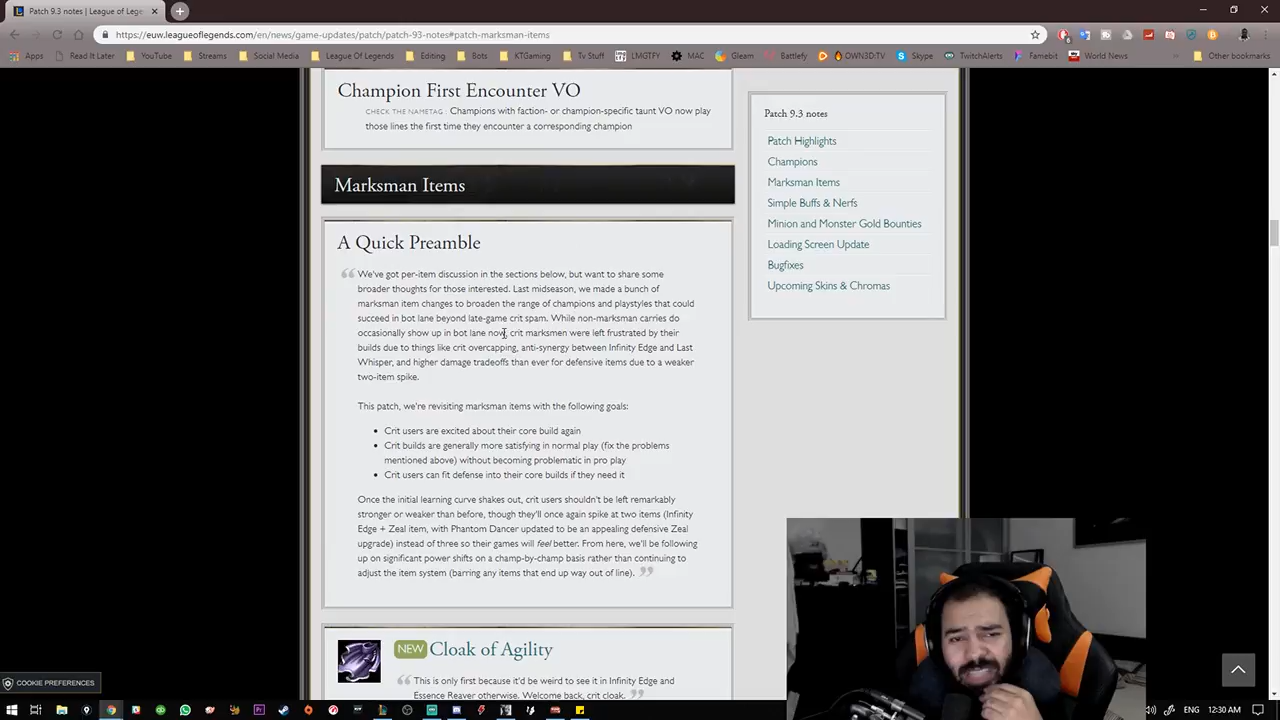 Patch 9.3 notes | League of Lege
https://euw.leagueoflegends.com/en/news/game-updates/patch/patch-93-notes#patch-marksman-items
Apps Read It Later YouTube Streams Social Media League Of Legends Editing Bots KTGaming Tv Stuff LMGTFY MAC Gleam Battlefy OWN3D.TV Skype TwitchAlerts Famebit World News Other bookmarks
Champion First Encounter VO
CHECK THE NAMETAG : Champions with faction- or champion-specific taunt VO now play
those lines the first time they encounter a corresponding champion
Marksman Items
A Quick Preamble
We've got per-item discussion in the sections below, but want to share some
broader thoughts for those interested. Last midseason, we made a bunch of
marksman item changes to broaden the range of champions and playstyles that could
succeed in bot lane beyond late-game crit spam. While non-marksman carries do
occasionally show up in bot lane now, crit marksmen were left frustrated by their
builds due to things like crit overcapping, anti-synergy between Infinity Edge and Last
Whisper, and higher damage tradeoffs than ever for defensive items due to a weaker
two-item spike.
This patch, we're revisiting marksman items with the following goals:
• Crit users are excited about their core build again
• Crit builds are generally more satisfying in normal play (fix the problems
mentioned above) without becoming problematic in pro play
• Crit users can fit defense into their core builds if they need it
Once the initial learning curve shakes out, crit users shouldn't be left remarkably
stronger or weaker than before, though they'll once again spike at two items (Infinity
Edge + Zeal item, with Phantom Dancer updated to be an appealing defensive Zeal
upgrade) instead of three so their games will feel better. From here, we'll be following
up on significant power shifts on a champ-by-champ basis rather than continuing to
adjust the item system (barring any items that end up way out of line).
NEW Cloak of Agility
This is only first because it'd be weird to see it in Infinity Edge and
Essence Reaver otherwise. Welcome back, crit cloak.
Patch 9.3 notes
Patch Highlights
Champions
Marksman Items
Simple Buffs & Nerfs
Minion and Monster Gold Bounties
Loading Screen Update
Bugfixes
Upcoming Skins & Chromas
COOKIE PREFERENCES
ENG 12:30 AM